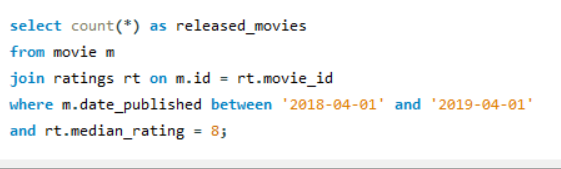 select count(*) as released_movies
from movie m
join ratings rt on m.id = rt.movie_id
where m.date_published between '2018-04-01' and '2019-04-01'
and rt.median_rating = 8;